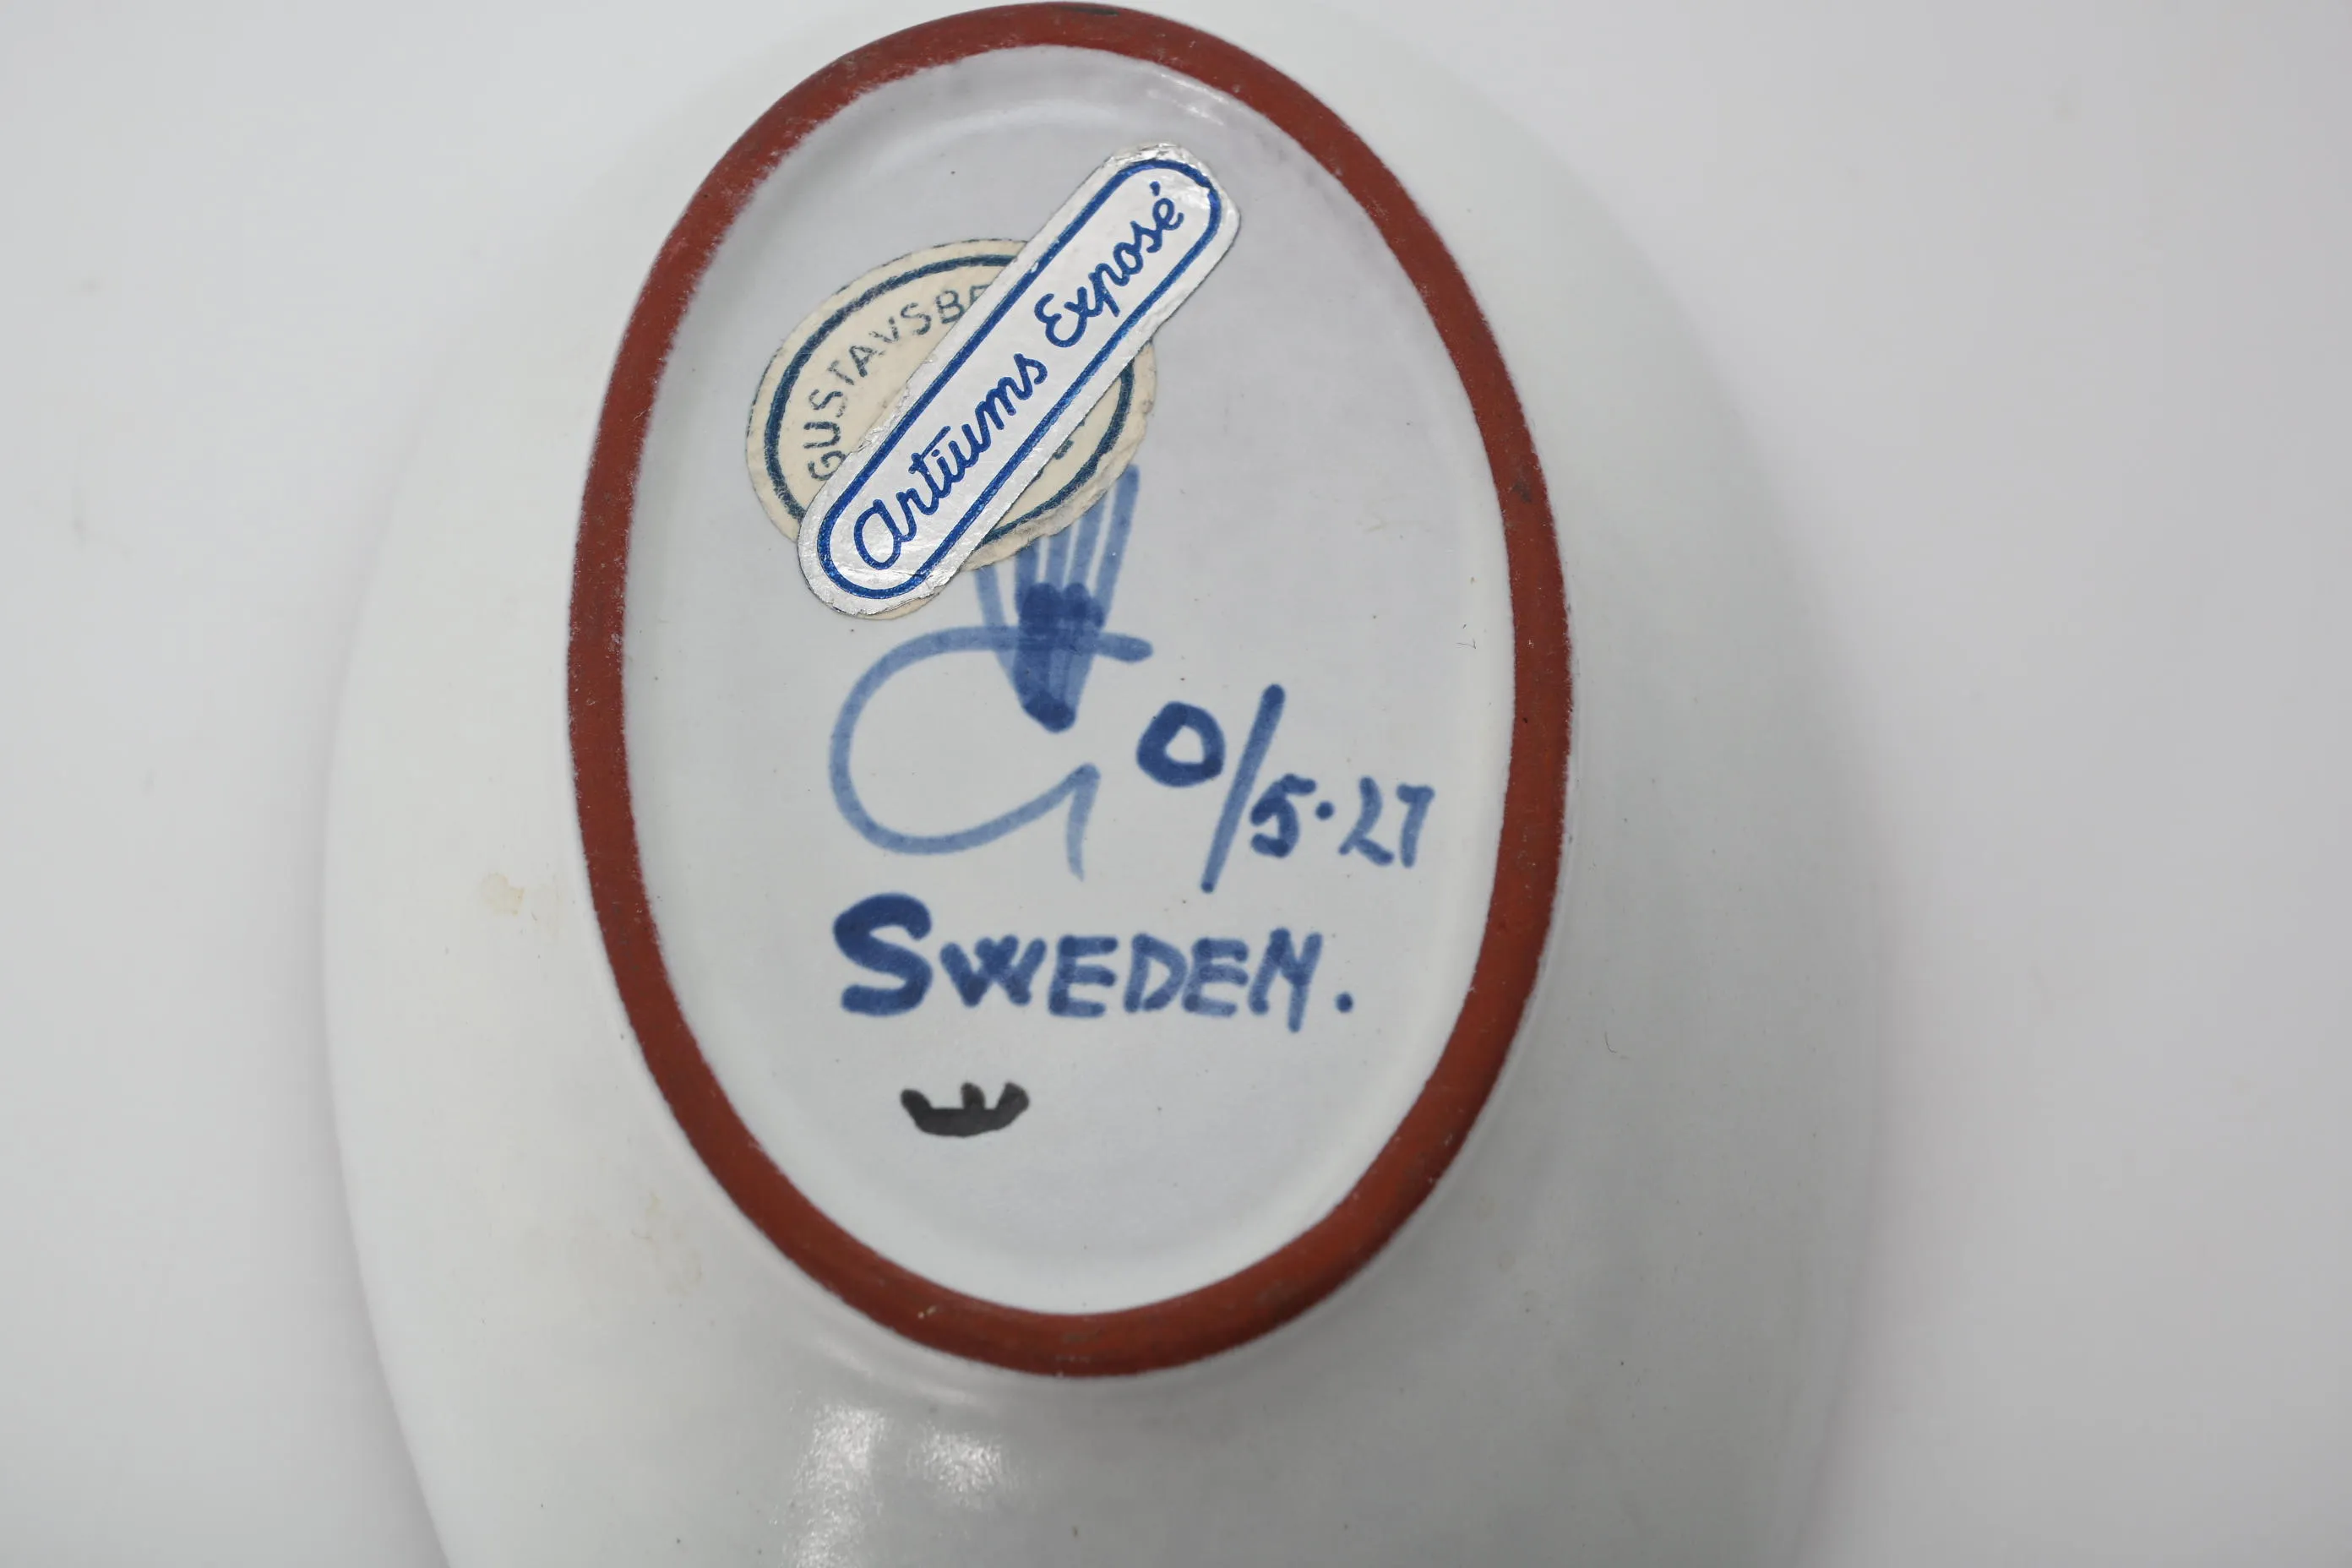 GUSTAVSBE
Artiums Exposé
G
0/5.27
SWEDEN.